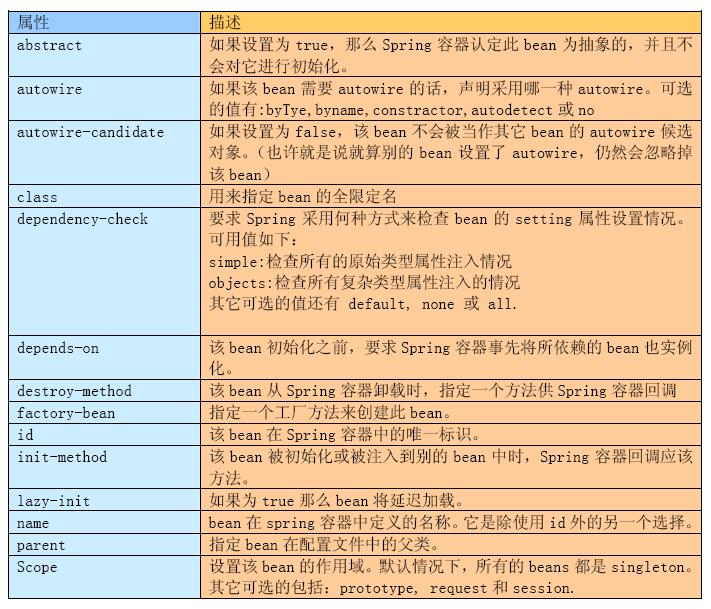 属性 描述
abstract 如果设置为 true，那么 Spring 容器认定此 bean 为抽象的，并且不
会对它进行初始化。
autowire 如果该 bean 需要 autowire 的话，声明采用哪一种 autowire。可选
的值有:byTye,byname,constractor,autodetect 或 no
autowire-candidate 如果设置为 false，该 bean 不会被当作其它 bean 的 autowire 候选
对象。（也许就是说就算别的 bean 设置了 autowire，仍然会忽略掉
该 bean）
class 用来指定 bean 的全限定名
dependency-check 要求 Spring 采用何种方式来检查 bean 的 setting 属性设置情况。
可用值如下：
simple:检查所有的原始类型属性注入情况
objects:检查所有复杂类型属性注入的情况
其它可选的值还有 default, none 或 all.
depends-on 该 bean 初始化之前，要求 Spring 容器事先将所依赖的 bean 也实例
化。
destroy-method 该 bean 从 Spring 容器卸载时，指定一个方法供 Spring 容器回调
factory-bean 指定一个工厂方法来创建此 bean。
id 该 bean 在 Spring 容器中的唯一标识。
init-method 该 bean 被初始化或被注入到别的 bean 中时，Spring 容器回调应该
方法。
lazy-init 如果为 true 那么 bean 将延迟加载。
name bean 在 spring 容器中定义的名称。它是除使用 id 外的另一个选择。
parent 指定 bean 在配置文件中的父类。
Scope 设置该 bean 的作用域。默认情况下，所有的 beans 都是 singleton。
其它可选的包括：prototype, request 和 session.